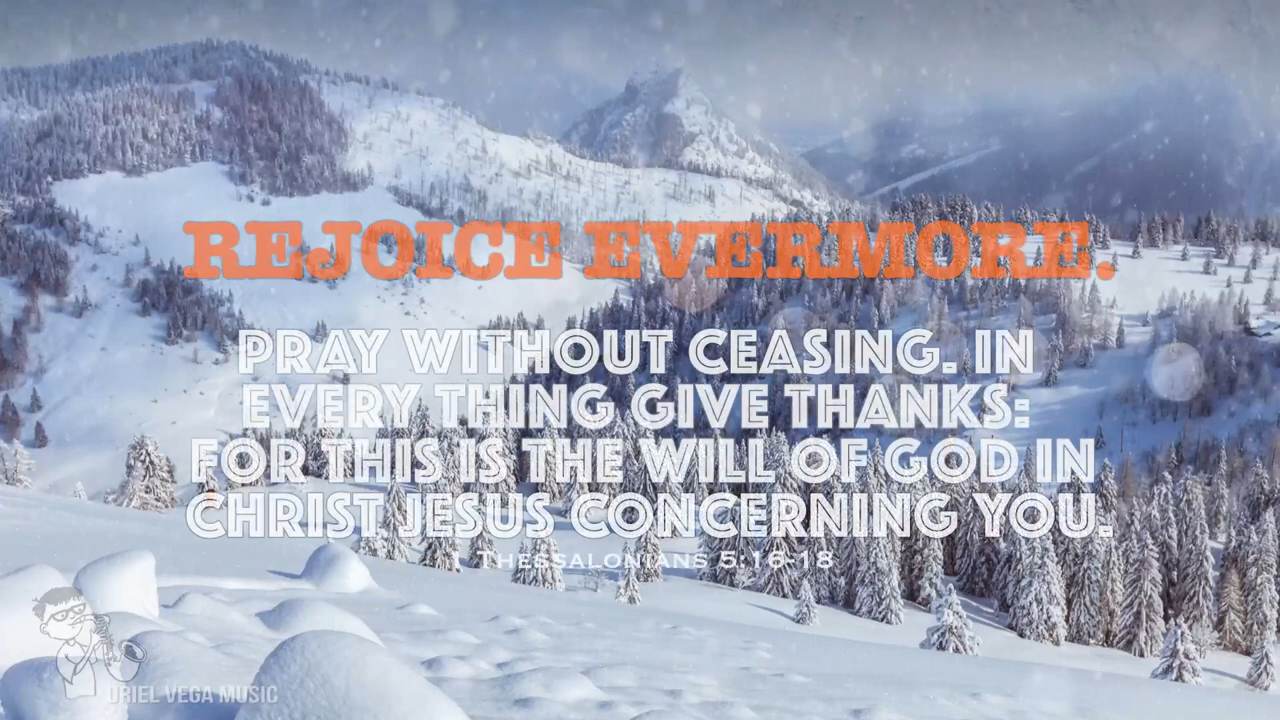 REJOICE EVERMORE.
PRAY WITHOUT CEASING. IN
EVERY THING GIVE THANKS:
FOR THIS IS THE WILL OF GOD IN
CHRIST JESUS CONCERNING YOU.
1 THESSALONIANS 5:16-18
URIEL VEGA MUSIC